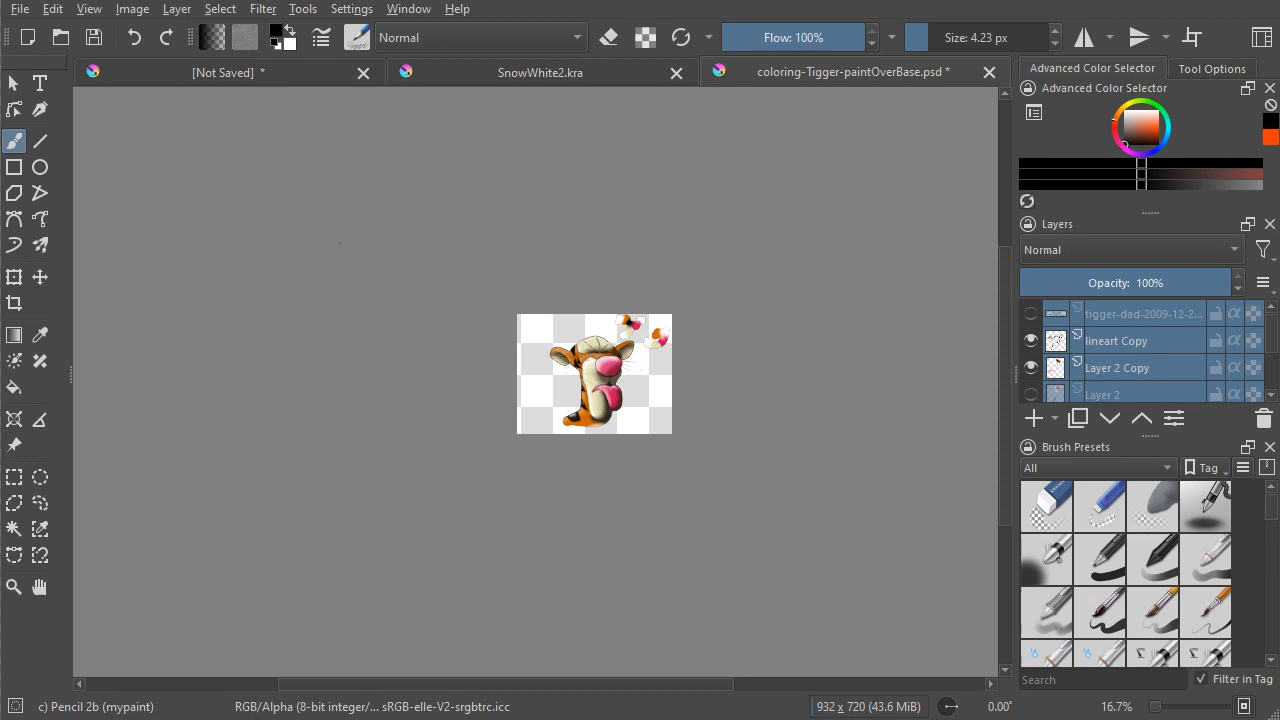 File Edit View Image Layer Select Filter Tools Settings Window Help
Normal Flow: 100% Size: 4.23 px
[Not Saved] * SnowWhite2.kra coloring-Tigger-paintOverBase.psd *
Advanced Color Selector Tool Options
Advanced Color Selector
Layers
Normal
Opacity: 100%
tigger-dad-2009-12-2...
lineart Copy
Layer 2 Copy
Layer 2
Brush Presets
All Tag
Search Filter in Tag
c) Pencil 2b (mypaint) RGB/Alpha (8-bit integer/... sRGB-elle-V2-srgbtrc.icc 932 x 720 (43.6 MiB) 0.00° 16.7%